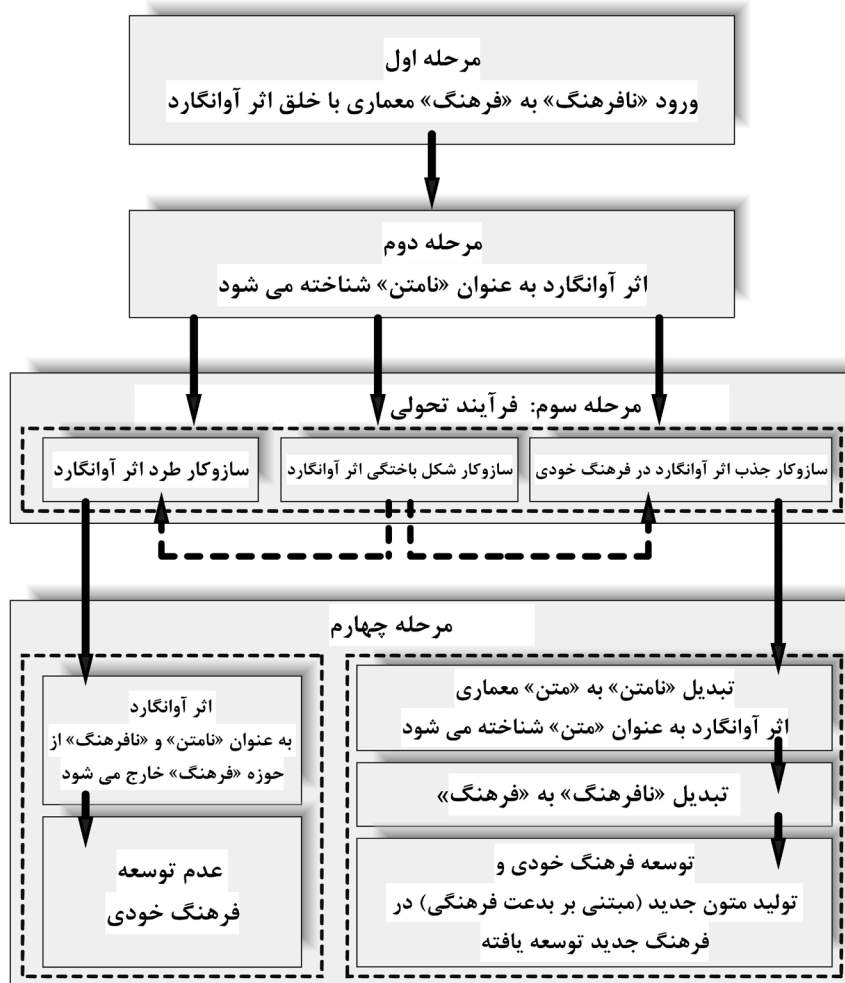 مرحله اول
ورود «نافرهنگ» به «فرهنگ» معماری با خلق اثر آوانگارد
مرحله دوم
اثر آوانگارد به عنوان «نامتن» شناخته می شود
مرحله سوم: فرآیند تحولی
سازوکار جذب اثر آوانگارد در فرهنگ خودی
سازوکار شکل باختگی اثر آوانگارد
سازوکار طرد اثر آوانگارد
مرحله چهارم
تبدیل «نامتن» به «متن» معماری
اثر آوانگارد به عنوان «متن» شناخته می شود
تبدیل «نافرهنگ» به «فرهنگ»
توسعه فرهنگ خودی و
تولید متون جدید (مبتنی بر بدعت فرهنگی) در
فرهنگ جدید توسعه یافته
اثر آوانگارد
به عنوان «نامتن» و «نافرهنگ» از
حوزه «فرهنگ» خارج می شود
عدم توسعه
فرهنگ خودی